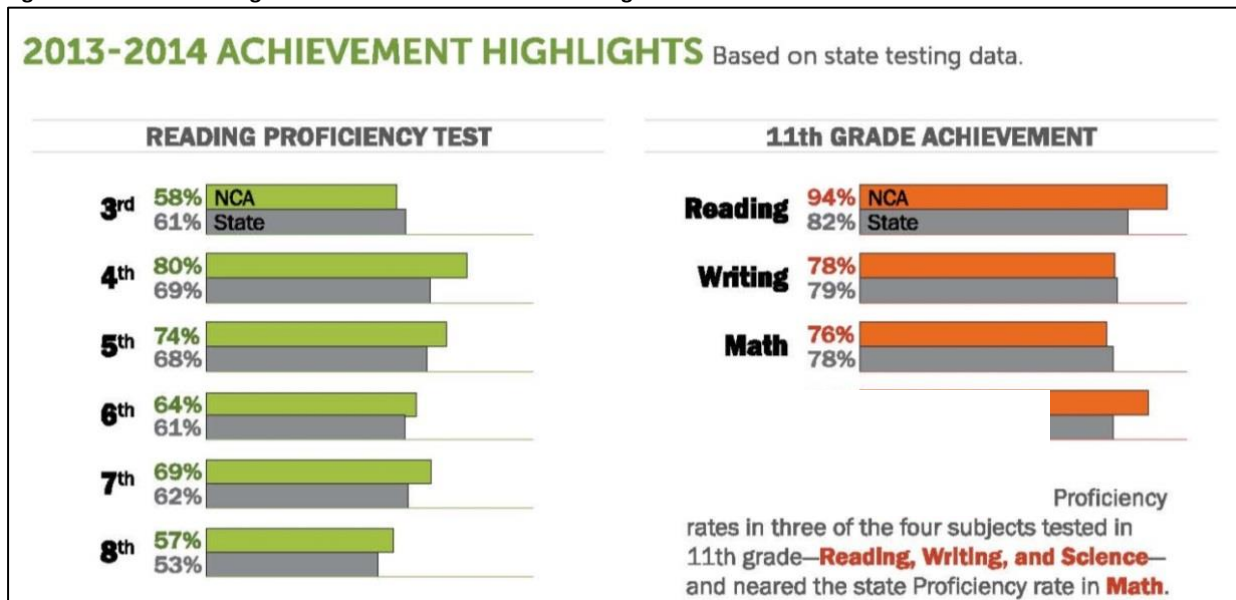 2013-2014 ACHIEVEMENT HIGHLIGHTS Based on state testing data.
READING PROFICIENCY TEST
3rd 58% NCA
61% State
4th 80%
69%
5th 74%
68%
6th 64%
61%
7th 69%
62%
8th 57%
53%
11th GRADE ACHIEVEMENT
Reading 94% NCA
82% State
Writing 78%
79%
Math 76%
78%
Proficiency
rates in three of the four subjects tested in
11th grade—Reading, Writing, and Science—
and neared the state Proficiency rate in Math.